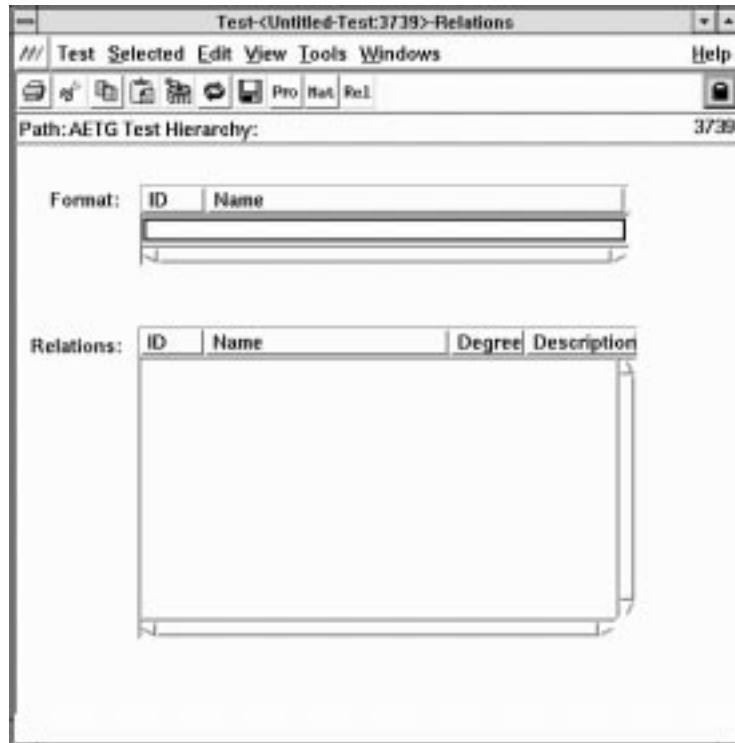 Test-<Untitled-Test:3739>-Relations
/// Test Selected Edit View Tools Windows Help
Pro Mat Rel
Path: AETG Test Hierarchy: 3739
Format: ID Name
Relations: ID Name Degree Description